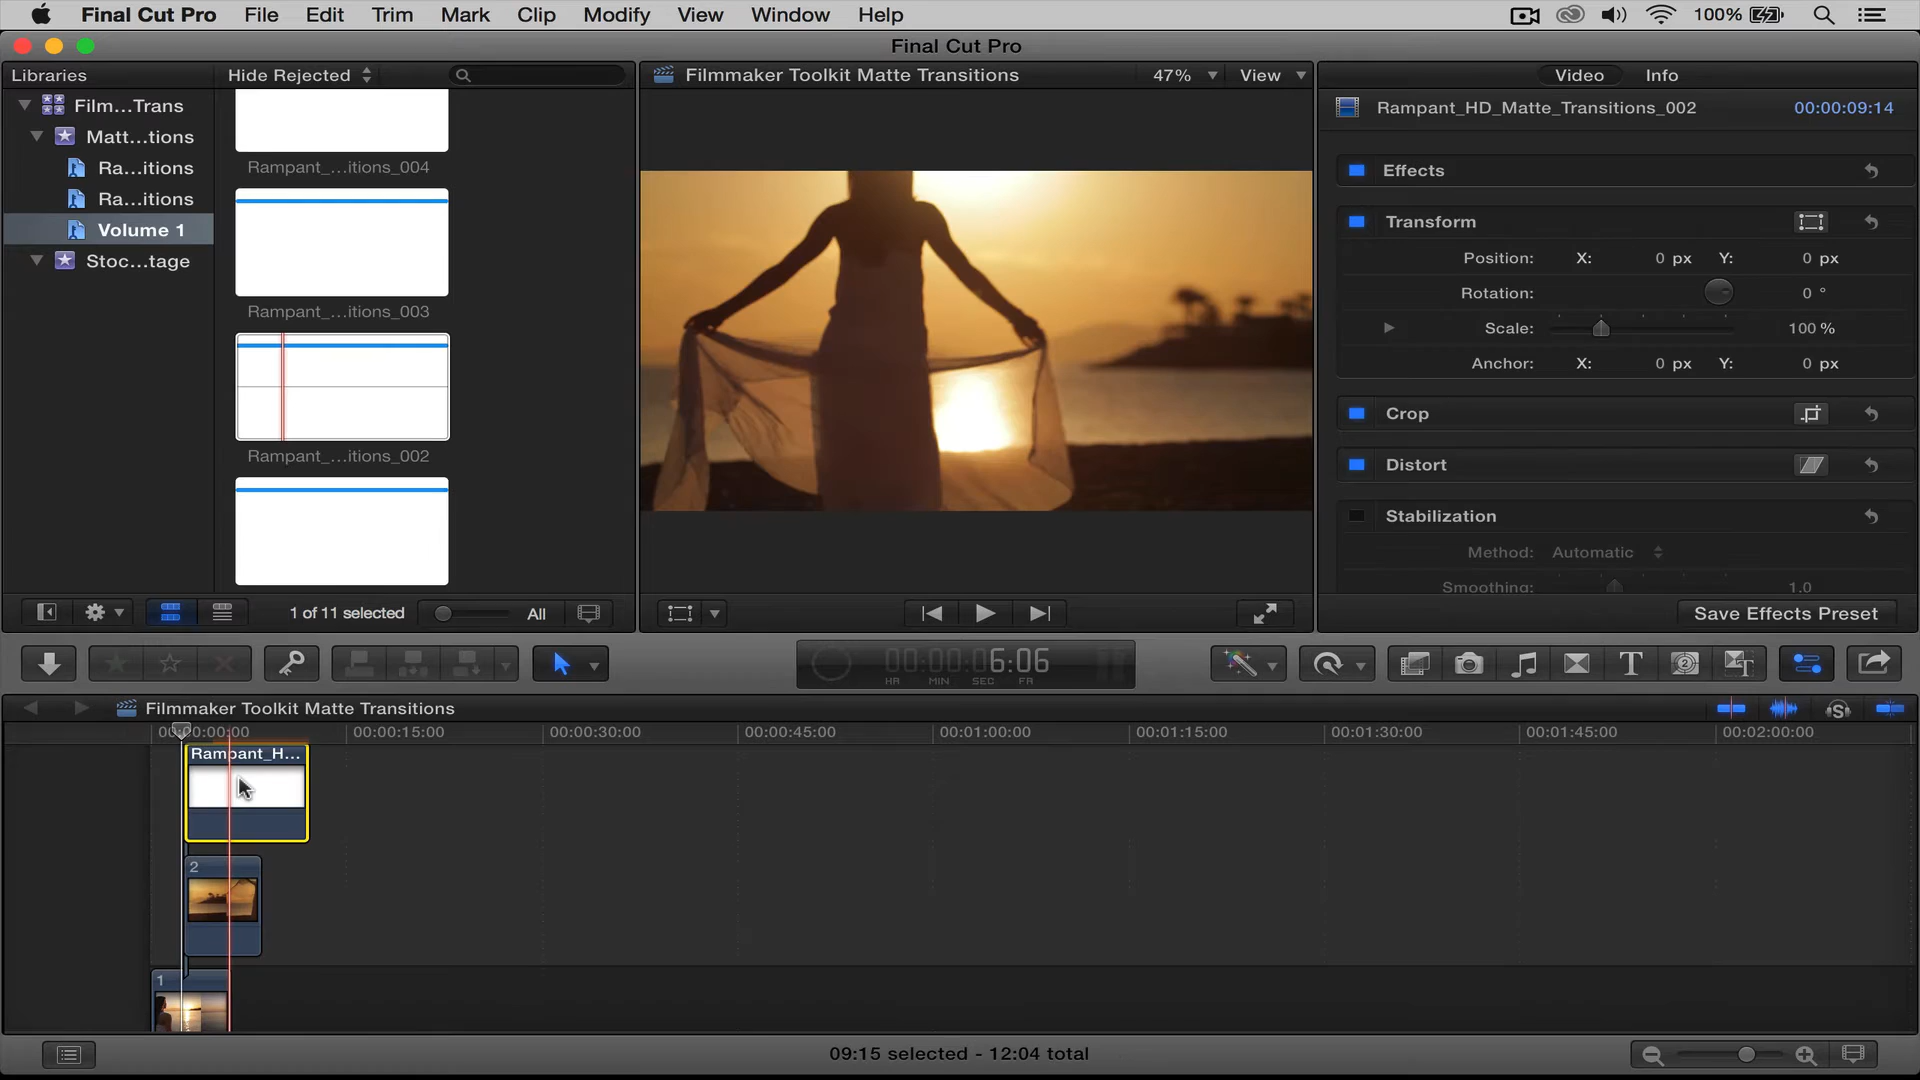 Final Cut Pro File Edit Trim Mark Clip Modify View Window Help 100%
Final Cut Pro
Libraries
Hide Rejected
Filmmaker Toolkit Matte Transitions
47%
View
Video
Info
Film…Trans
Matt…tions
Ra…itions
Ra…itions
Volume 1
Stoc…tage
Rampant_…itions_004
Rampant_…itions_003
Rampant_…itions_002
1 of 11 selected
All
Rampant_HD_Matte_Transitions_002
00:00:09:14
Effects
Transform
Position: X: 0 px Y: 0 px
Rotation: 0 °
Scale: 100 %
Anchor: X: 0 px Y: 0 px
Crop
Distort
Stabilization
Method: Automatic
Smoothing: 1.0
Save Effects Preset
00:00:06:06
HR MIN SEC FR
T
2
T
Filmmaker Toolkit Matte Transitions
S
00:00:00:00 00:00:15:00 00:00:30:00 00:00:45:00 00:01:00:00 00:01:15:00 00:01:30:00 00:01:45:00 00:02:00:00
Rampant_H…
2
1
09:15 selected - 12:04 total